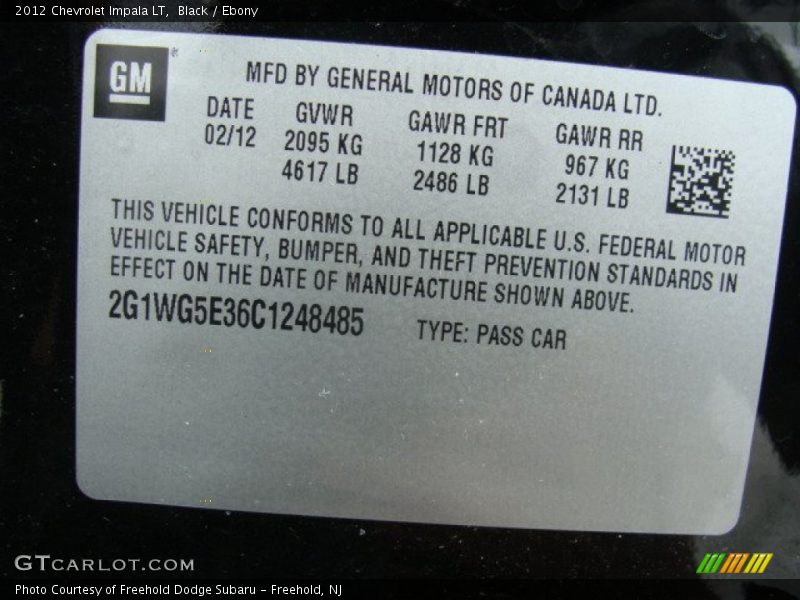 2012 Chevrolet Impala LT, Black / Ebony
GM
MFD BY GENERAL MOTORS OF CANADA LTD.
DATE GVWR GAWR FRT GAWR RR
02/12 2095 KG 1128 KG 967 KG
4617 LB 2486 LB 2131 LB
THIS VEHICLE CONFORMS TO ALL APPLICABLE U.S. FEDERAL MOTOR
VEHICLE SAFETY, BUMPER, AND THEFT PREVENTION STANDARDS IN
EFFECT ON THE DATE OF MANUFACTURE SHOWN ABOVE.
2G1WG5E36C1248485 TYPE: PASS CAR
GTCARLOT.COM
Photo Courtesy of Freehold Dodge Subaru - Freehold, NJ